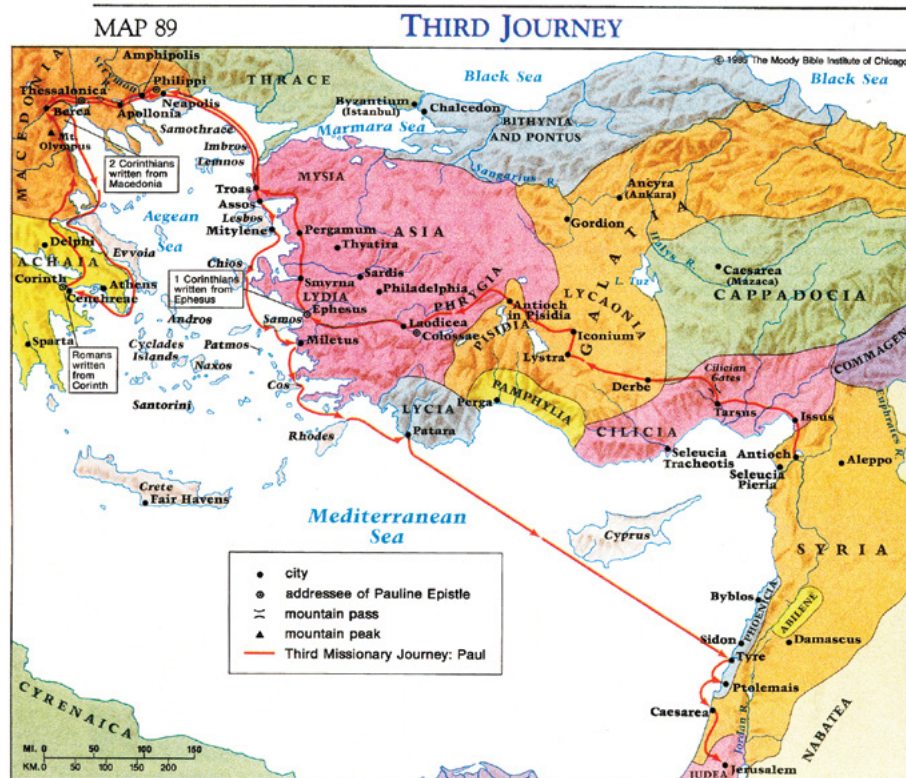 MAP 89
THIRD JOURNEY
© 1995 The Moody Bible Institute of Chicago
Black Sea
Black Sea
MACEDONIA
Amphipolis
Strymon R.
Philippi
Thessalonica
Neapolis
Berea
Apollonia
Mt.
Olympus
THRACE
Byzantium
(Istanbul)
Chalcedon
Marmara Sea
BITHYNIA
AND PONTUS
Sangarius R.
Samothrace
Imbros
Lemnos
2 Corinthians
written from
Macedonia
MYSIA
Troas
Assos
Lesbos
Mitylene
Aegean
Sea
Pergamum
ASIA
Thyatira
Ancyra
(Ankara)
Gordion
GALATIA
Halys R.
L. Tuz
Caesarea
(Mazaca)
CAPPADOCIA
Delphi
Evvoia
ACHAIA
Chios
Smyrna
Sardis
LYDIA
Philadelphia
PHRYGIA
1 Corinthians
written from
Ephesus
Corinth
Athens
Cenchreae
Andros
Samos
Ephesus
Laodicea
Colossae
Antioch
in Pisidia
LYCAONIA
PISIDIA
Iconium
Lystra
Derbe
Cilician
Gates
COMMAGENE
Euphrates R.
Sparta
Romans
written
from
Corinth
Cyclades
Islands
Patmos
Naxos
Miletus
Cos
Santorini
Rhodes
LYCIA
Patara
Perga
PAMPHYLIA
CILICIA
Tarsus
Issus
Seleucia
Tracheotis
Antioch
Seleucia
Pieria
Aleppo
Crete
Fair Havens
Mediterranean
Sea
Cyprus
SYRIA
city
addressee of Pauline Epistle
mountain pass
mountain peak
Third Missionary Journey: Paul
Byblos
PHOENICIA
ABILENE
Sidon
Damascus
Tyre
Ptolemais
Caesarea
Jordan R.
NABATEA
JUDEA
Jerusalem
CYRENAICA
MI. 0 50 100 150
KM. 0 50 100 200